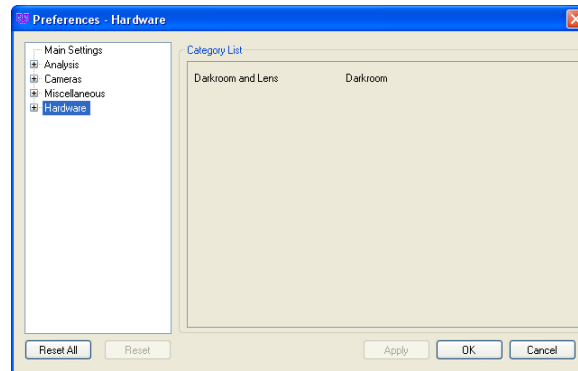 Preferences - Hardware
Main Settings
Analysis
Cameras
Miscellaneous
Hardware
Category List
Darkroom and Lens Darkroom
Reset All Reset Apply OK Cancel